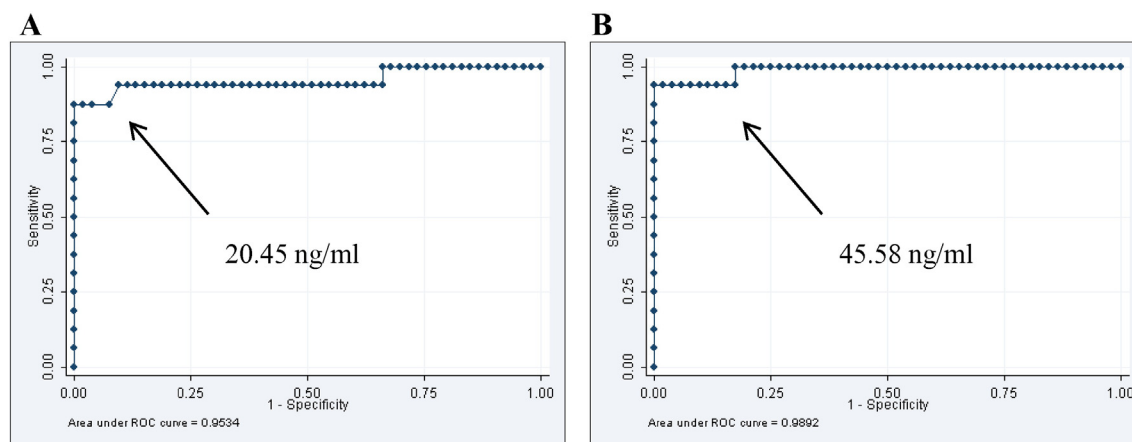 A
Sensitivity
1.00
0.75
0.50
0.25
0.00
20.45 ng/ml
0.00 0.25 0.50 0.75 1.00
1 - Specificity
Area under ROC curve = 0.9534
B
Sensitivity
1.00
0.75
0.50
0.25
0.00
45.58 ng/ml
0.00 0.25 0.50 0.75 1.00
1 - Specificity
Area under ROC curve = 0.9892